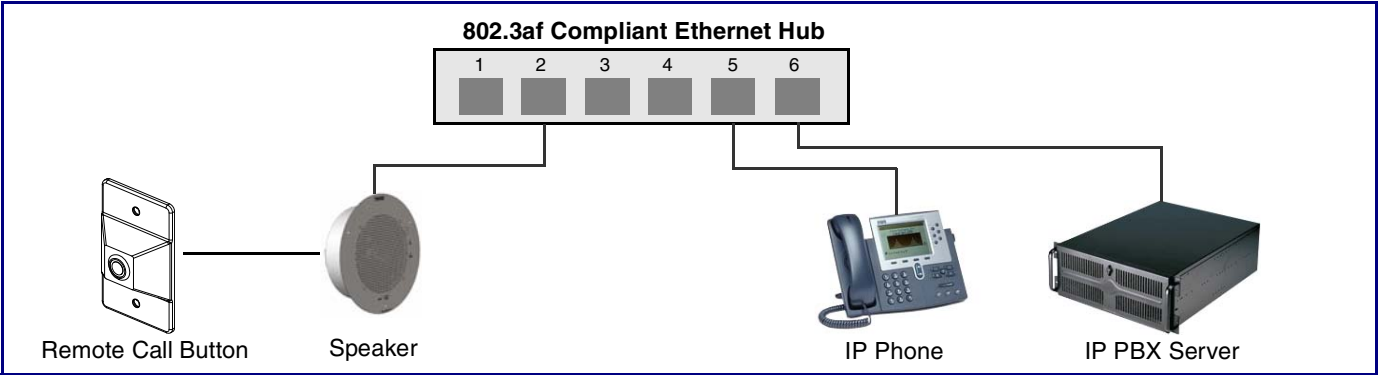 802.3af Compliant Ethernet Hub
1 2 3 4 5 6
Remote Call Button
Speaker
IP Phone
IP PBX Server